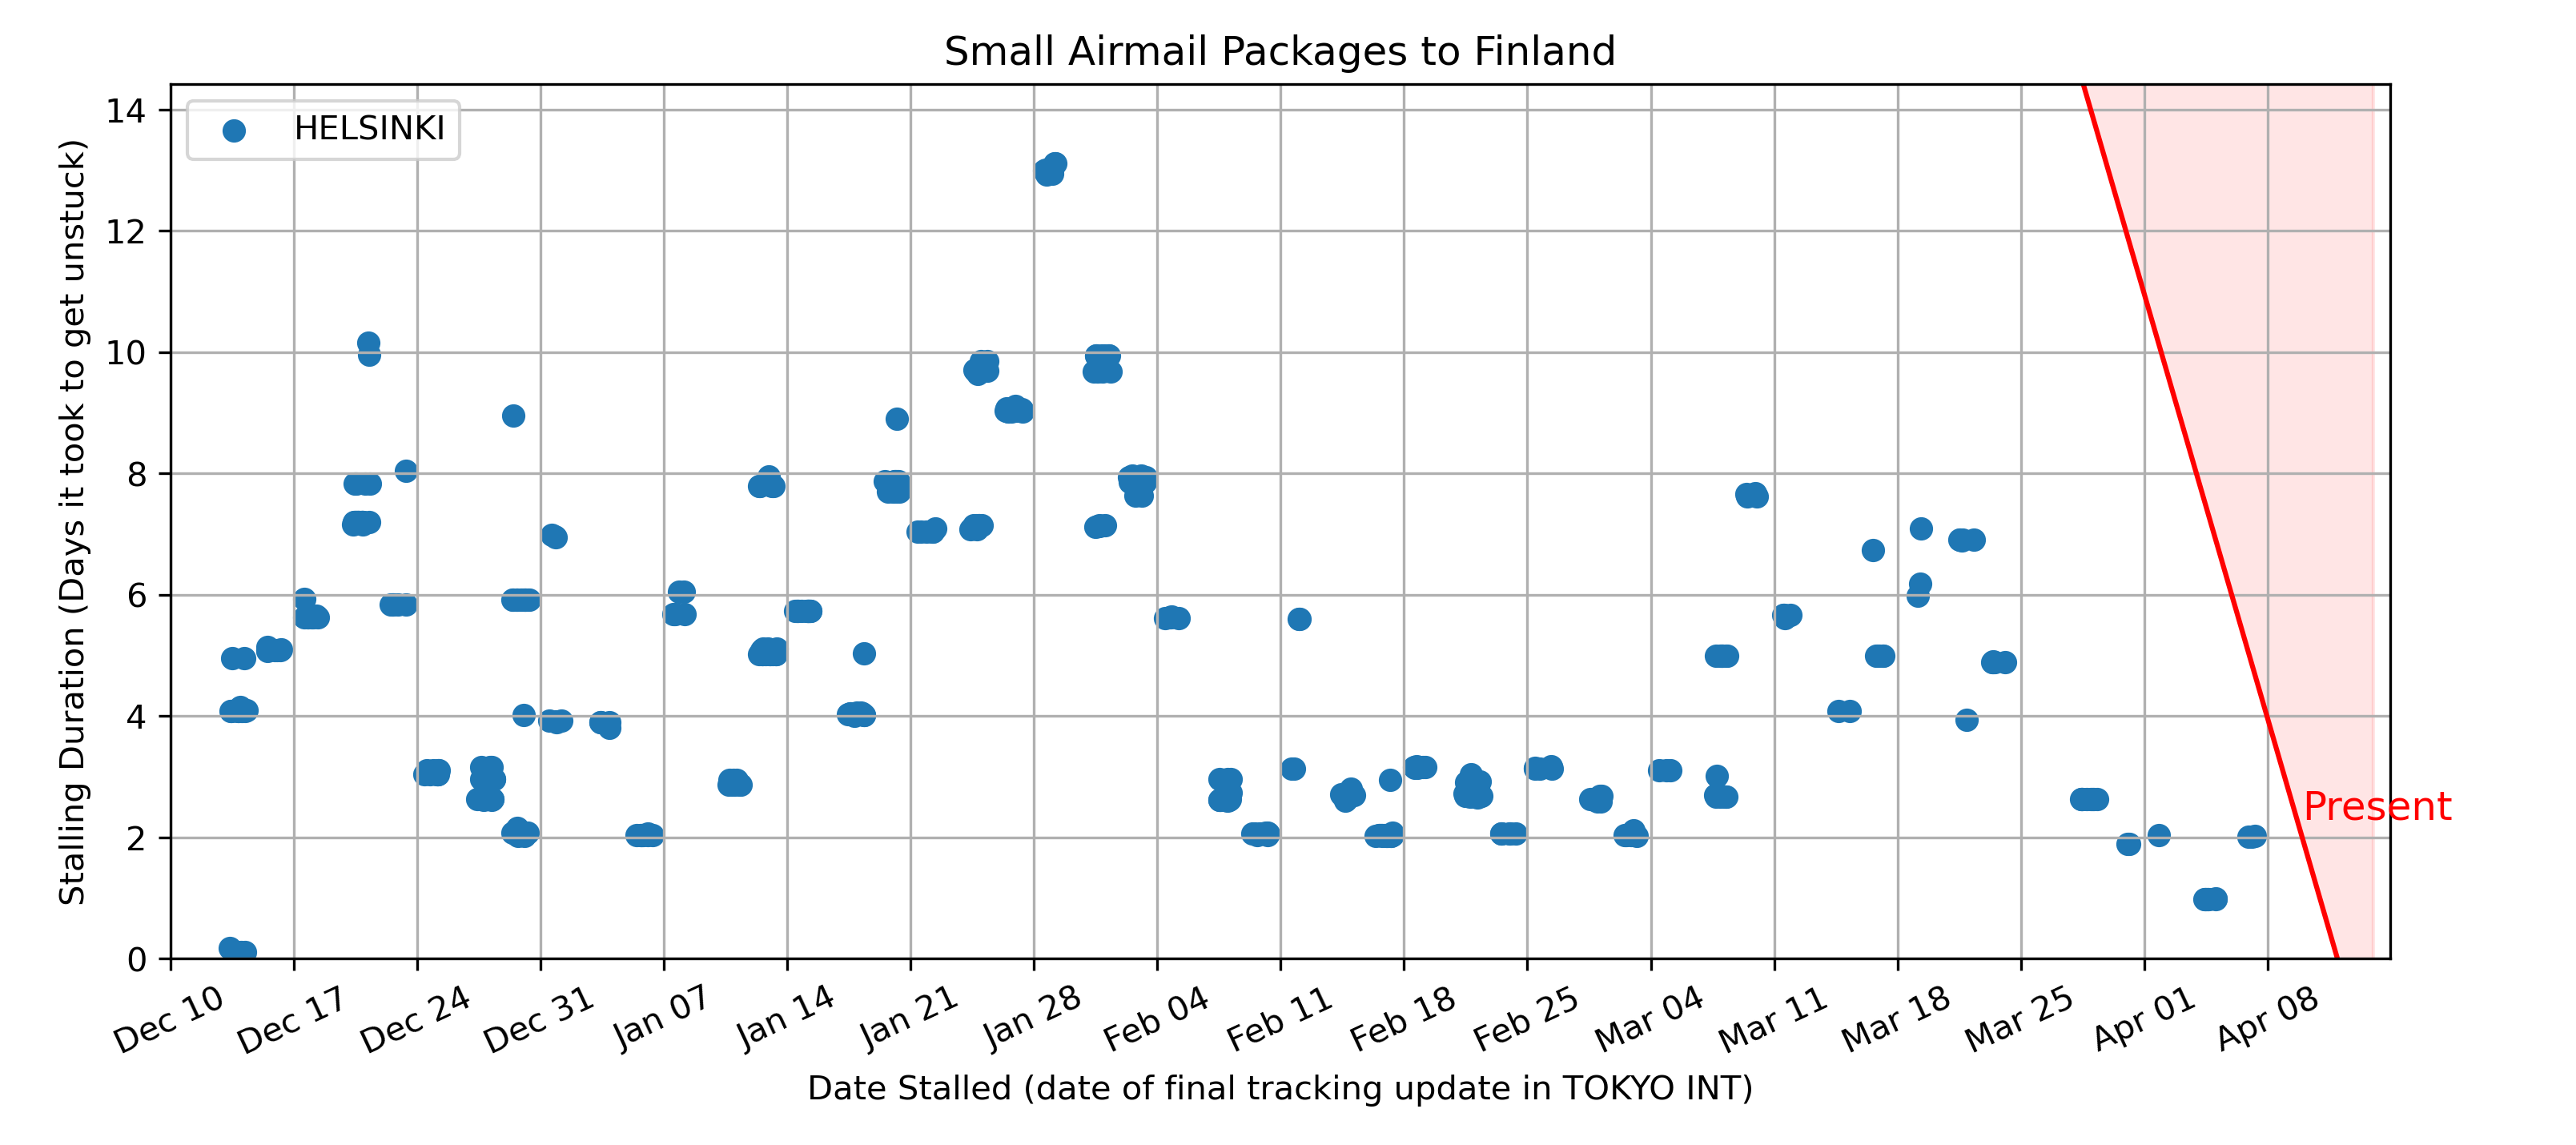 Small Airmail Packages to Finland
HELSINKI
Stalling Duration (Days it took to get unstuck)
14
12
10
8
6
4
2
0
Present
Dec 10
Dec 17
Dec 24
Dec 31
Jan 07
Jan 14
Jan 21
Jan 28
Feb 04
Feb 11
Feb 18
Feb 25
Mar 04
Mar 11
Mar 18
Mar 25
Apr 01
Apr 08
Date Stalled (date of final tracking update in TOKYO INT)